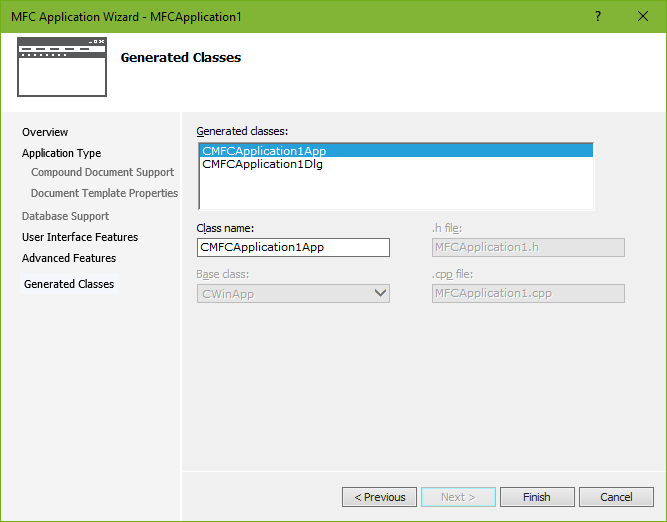 MFC Application Wizard - MFCApplication1
?
Generated Classes
Overview
Application Type
Compound Document Support
Document Template Properties
Database Support
User Interface Features
Advanced Features
Generated Classes
Generated classes:
CMFCApplication1App
CMFCApplication1Dlg
Class name:
.h file:
CMFCApplication1App
MFCApplication1.h
Base class:
.cpp file:
CWinApp
MFCApplication1.cpp
< Previous
Next >
Finish
Cancel